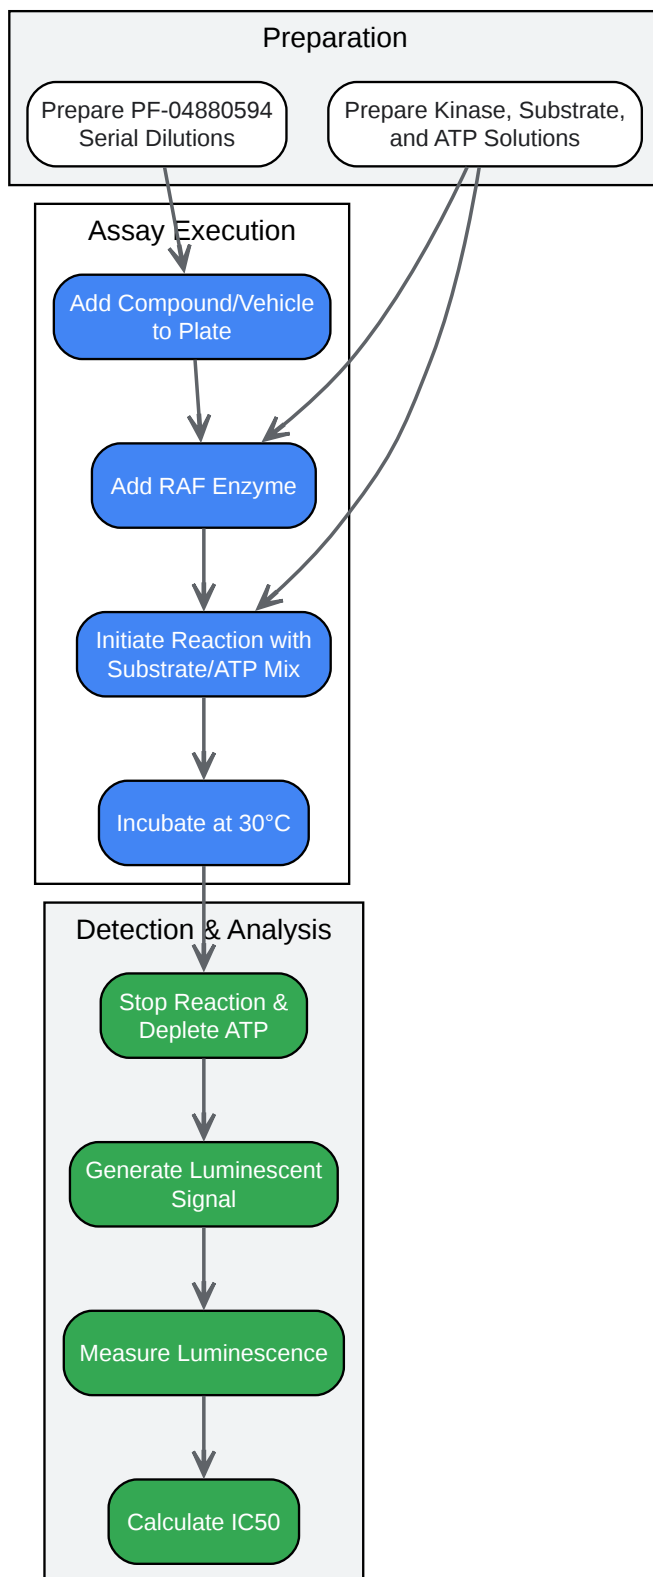 Preparation
Prepare PF-04880594
Serial Dilutions
Prepare Kinase, Substrate,
and ATP Solutions
Assay Execution
Add Compound/Vehicle
to Plate
Add RAF Enzyme
Initiate Reaction with
Substrate/ATP Mix
Incubate at 30°C
Detection & Analysis
Stop Reaction &
Deplete ATP
Generate Luminescent
Signal
Measure Luminescence
Calculate IC50